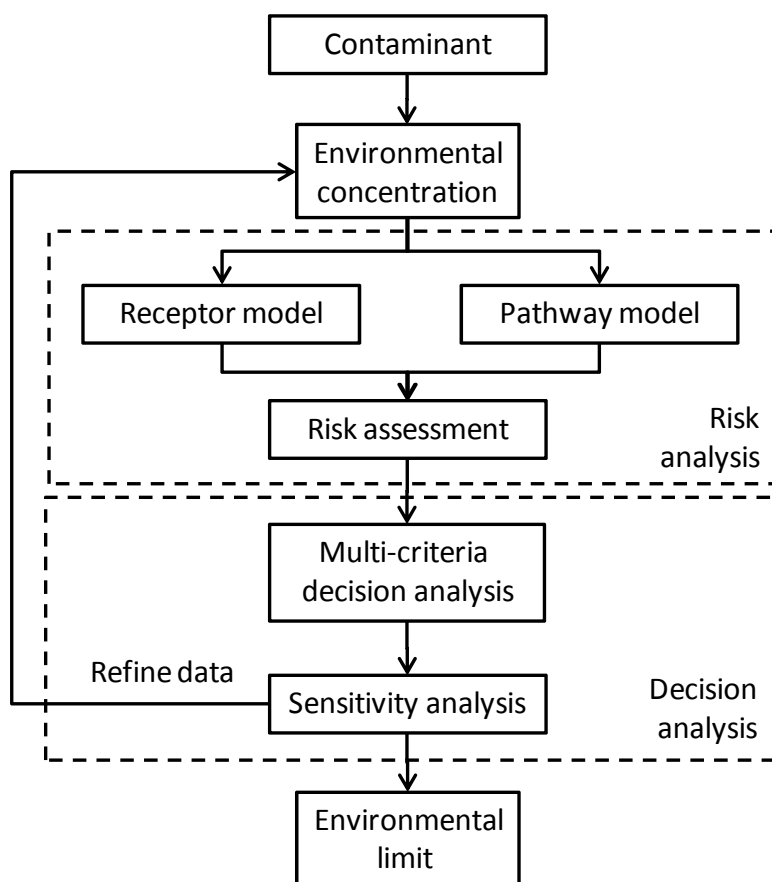 Contaminant
Environmental
concentration
Receptor model
Pathway model
Risk assessment
Risk
analysis
Multi-criteria
decision analysis
Refine data
Sensitivity analysis
Decision
analysis
Environmental
limit